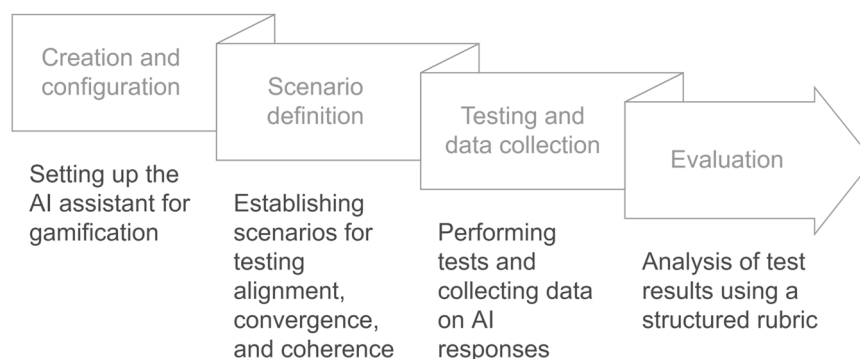 Creation and
configuration
Setting up the
AI assistant for
gamification
Scenario
definition
Establishing
scenarios for
testing
alignment,
convergence,
and coherence
Testing and
data collection
Performing
tests and
collecting data
on AI
responses
Evaluation
Analysis of test
results using a
structured rubric